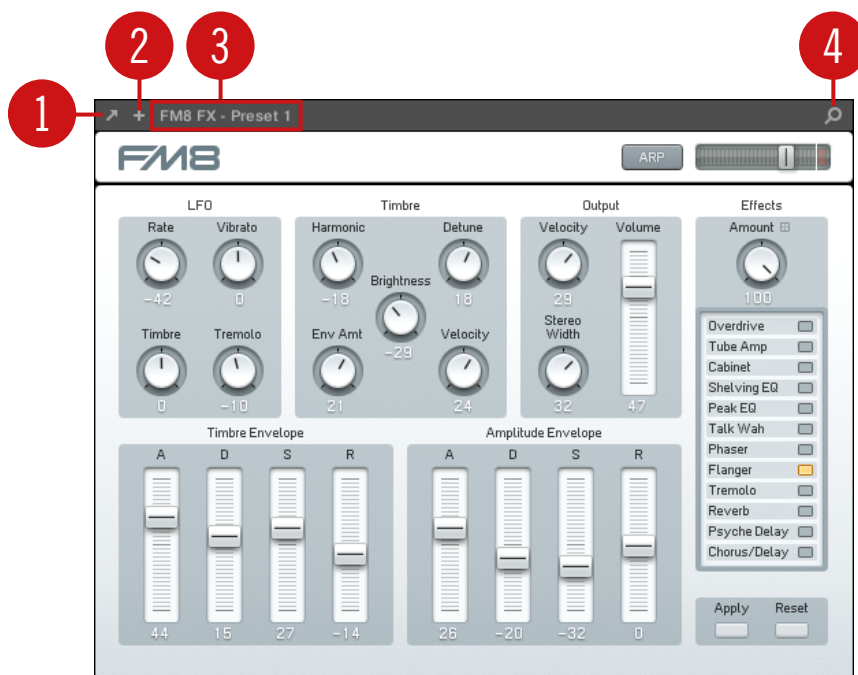 1
2
3
4
+ FM8 FX - Preset 1
FM8
ARP
LFO
Rate
Vibrato
-42
0
Timbre
Tremolo
0
-10
Timbre
Harmonic
Detune
-18
18
Brightness
-29
Env Amt
Velocity
21
24
Output
Velocity
Volume
29
Stereo
Width
32
47
Effects
Amount
100
Overdrive
Tube Amp
Cabinet
Shelving EQ
Peak EQ
Talk Wah
Phaser
Flanger
Tremolo
Reverb
Psyche Delay
Chorus/Delay
Timbre Envelope
A D S R
44 15 27 -14
Amplitude Envelope
A D S R
26 -20 -32 0
Apply Reset